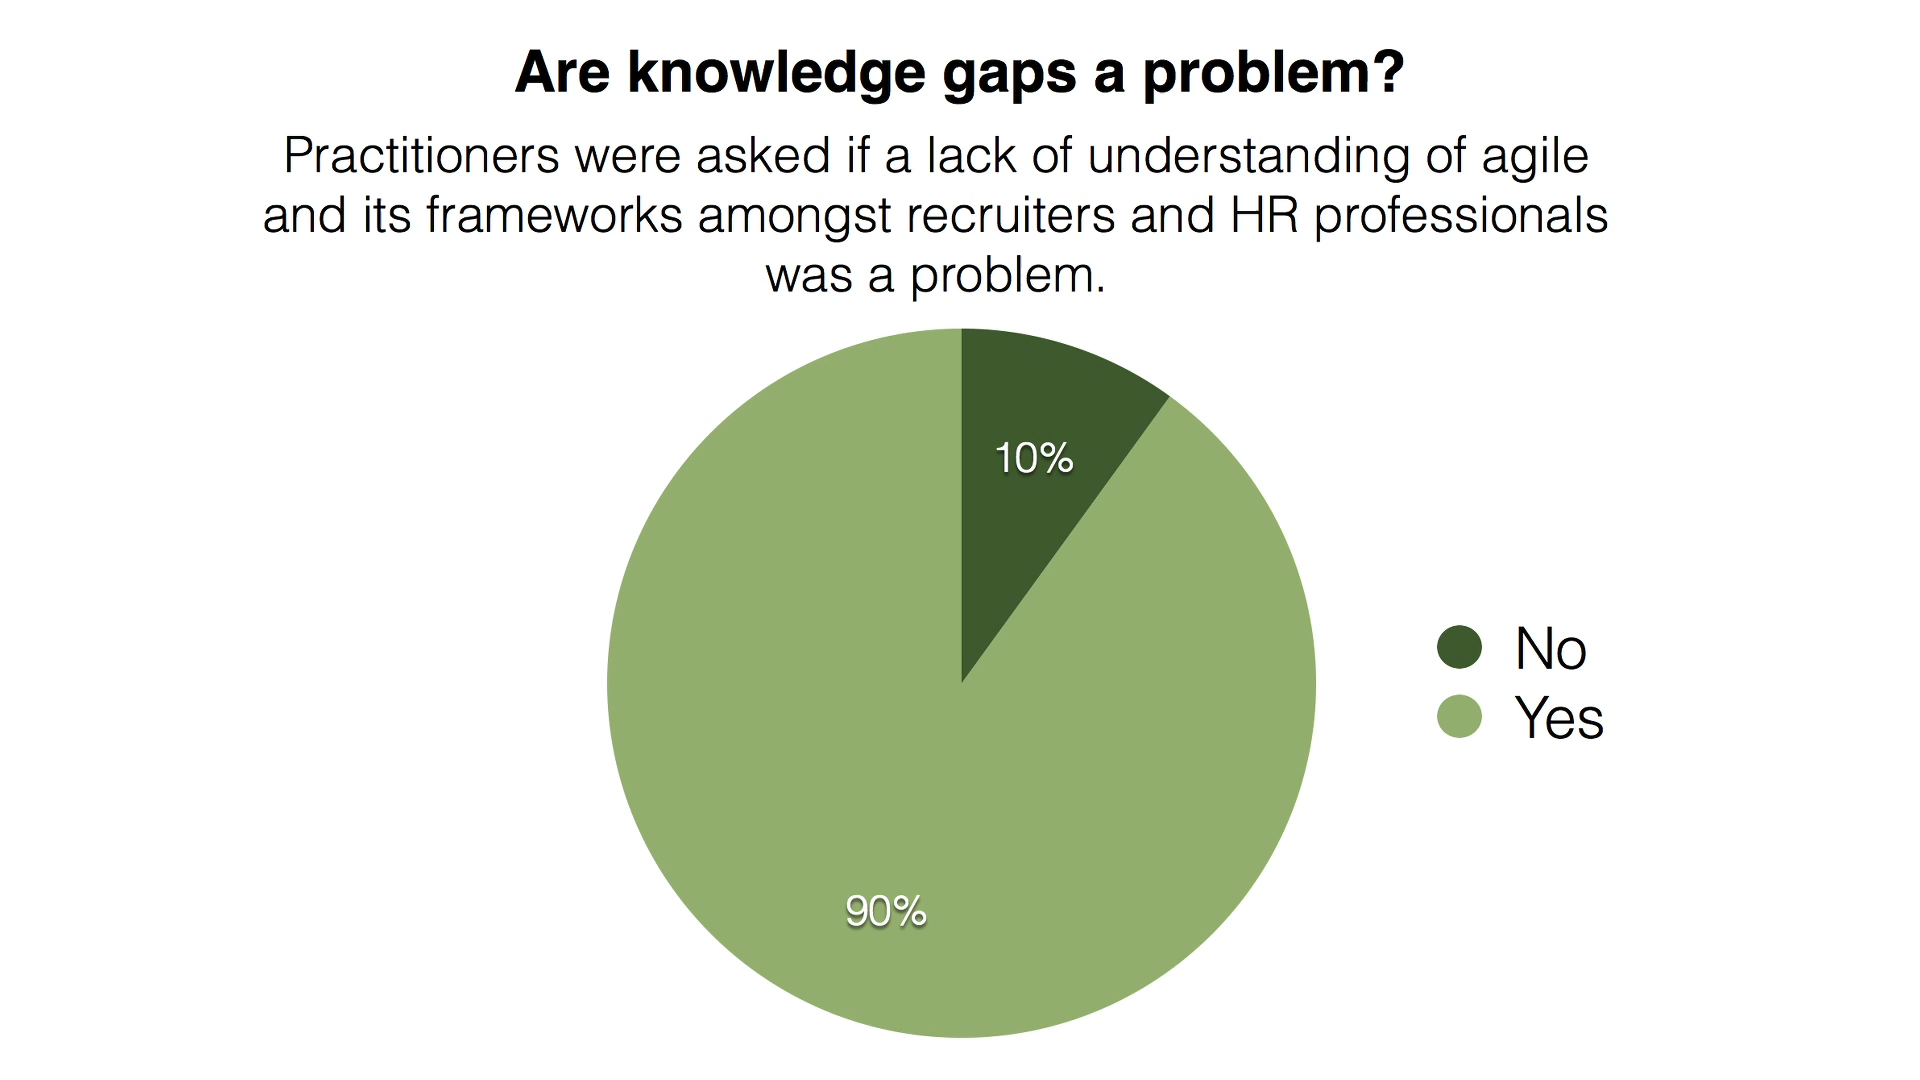 Are knowledge gaps a problem?
Practitioners were asked if a lack of understanding of agile
and its frameworks amongst recruiters and HR professionals
was a problem.
10%
No
Yes
90%